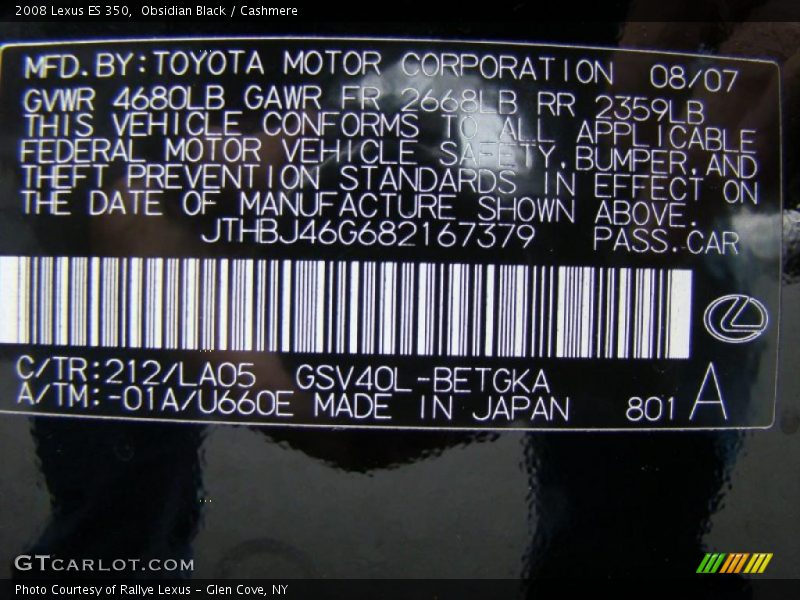 2008 Lexus ES 350,  Obsidian Black / Cashmere
MFD. BY: TOYOTA MOTOR CORPORATION 08/07
GVWR 4680LB GAWR FR 2668LB RR 2359LB
THIS VEHICLE CONFORMS TO ALL APPLICABLE
FEDERAL MOTOR VEHICLE SAFETY, BUMPER, AND
THEFT PREVENTION STANDARDS IN EFFECT ON
THE DATE OF MANUFACTURE SHOWN ABOVE.
JTHBJ46G682167379 PASS. CAR
C/TR: 212/LA05 GSV40L-BETGKA
A/TM: -01A/U660E MADE IN JAPAN 801 A
GTCARLOT.COM
Photo Courtesy of Rallye Lexus - Glen Cove, NY